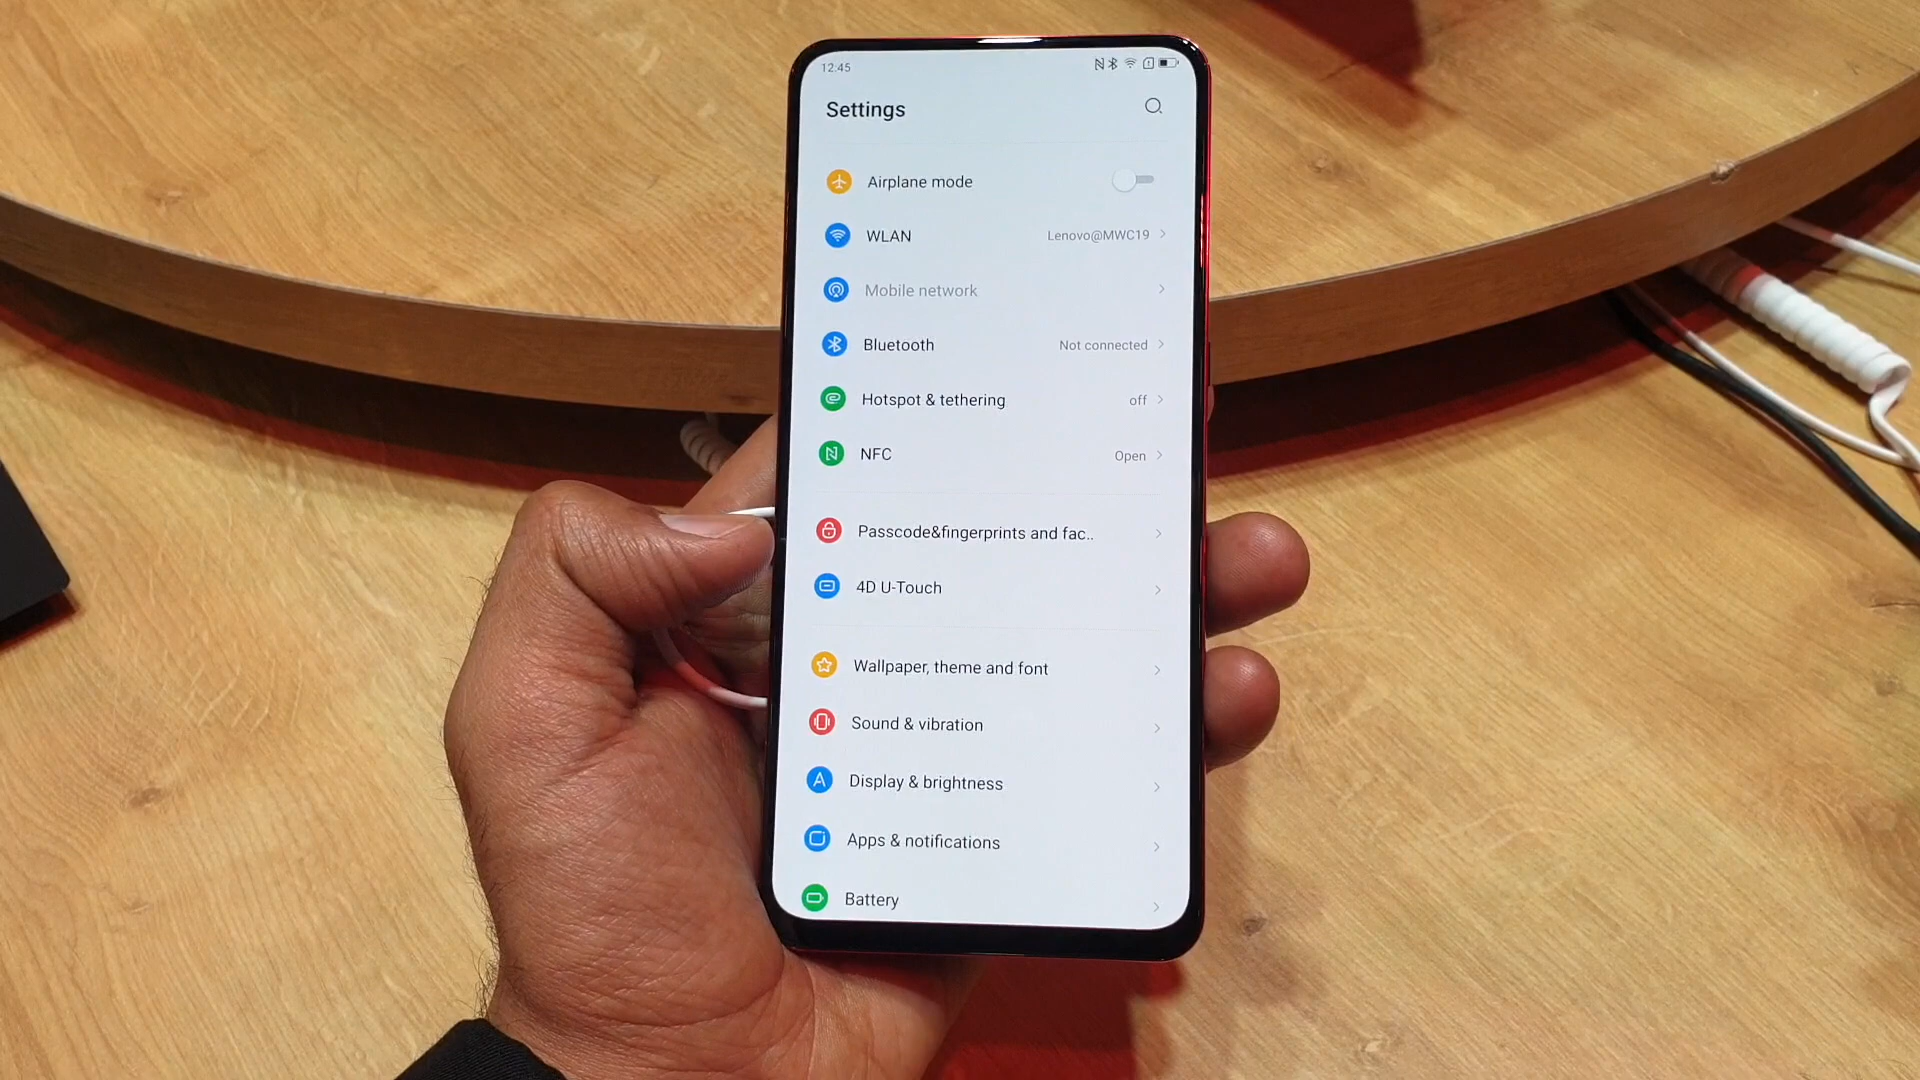 12:45
Settings
Airplane mode
WLAN Lenovo@MWC19
Mobile network
Bluetooth Not connected
Hotspot & tethering off
NFC Open
Passcode&fingerprints and fac..
4D U-Touch
Wallpaper, theme and font
Sound & vibration
Display & brightness
Apps & notifications
Battery